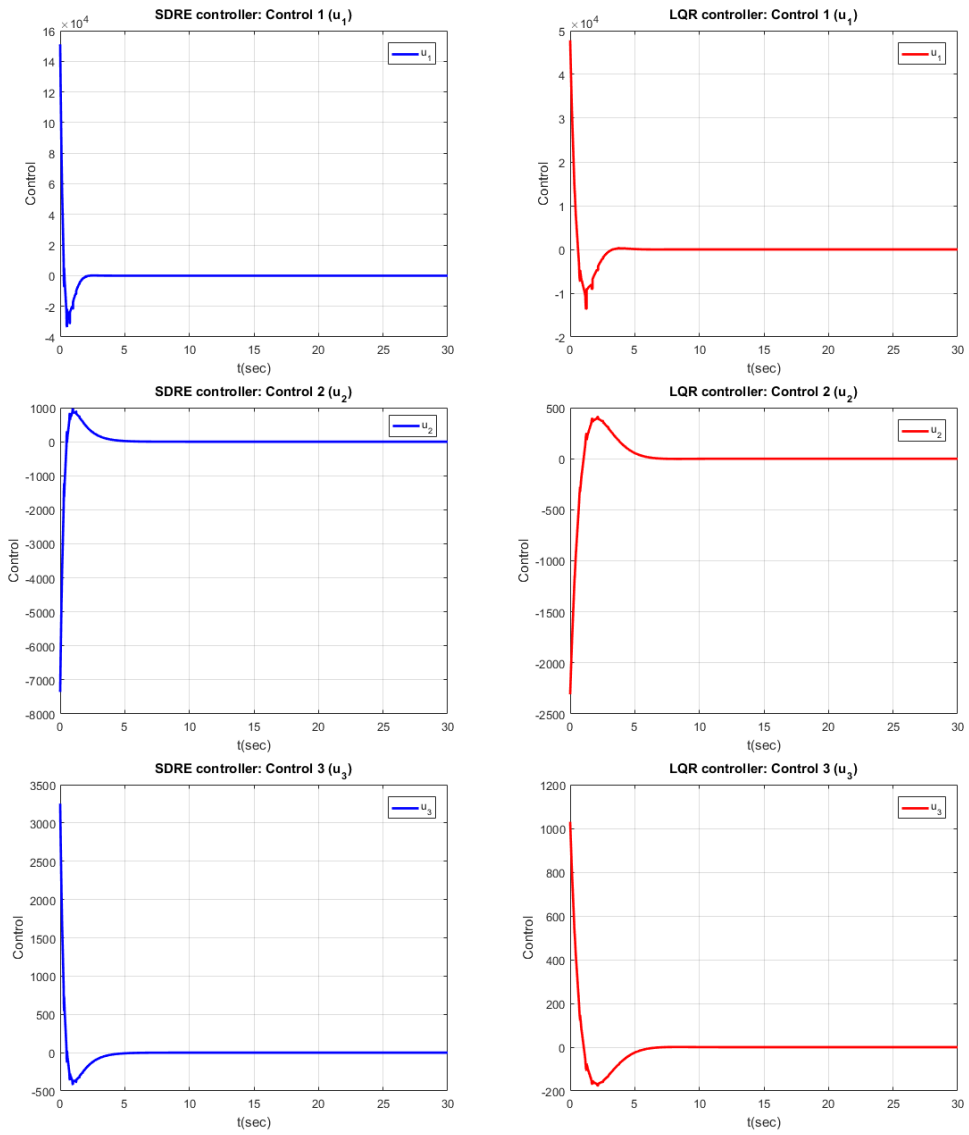 SDRE controller: Control 1 (u1)
×10^4
16
14
12
10
8
6
4
2
0
-2
-4
0 5 10 15 20 25 30
Control
t(sec)
u1
LQR controller: Control 1 (u1)
×10^4
5
4
3
2
1
0
-1
-2
0 5 10 15 20 25 30
Control
t(sec)
u1
SDRE controller: Control 2 (u2)
1000
0
-1000
-2000
-3000
-4000
-5000
-6000
-7000
-8000
0 5 10 15 20 25 30
Control
t(sec)
u2
LQR controller: Control 2 (u2)
500
0
-500
-1000
-1500
-2000
-2500
0 5 10 15 20 25 30
Control
t(sec)
u2
SDRE controller: Control 3 (u3)
3500
3000
2500
2000
1500
1000
500
0
-500
0 5 10 15 20 25 30
Control
t(sec)
u3
LQR controller: Control 3 (u3)
1200
1000
800
600
400
200
0
-200
0 5 10 15 20 25 30
Control
t(sec)
u3